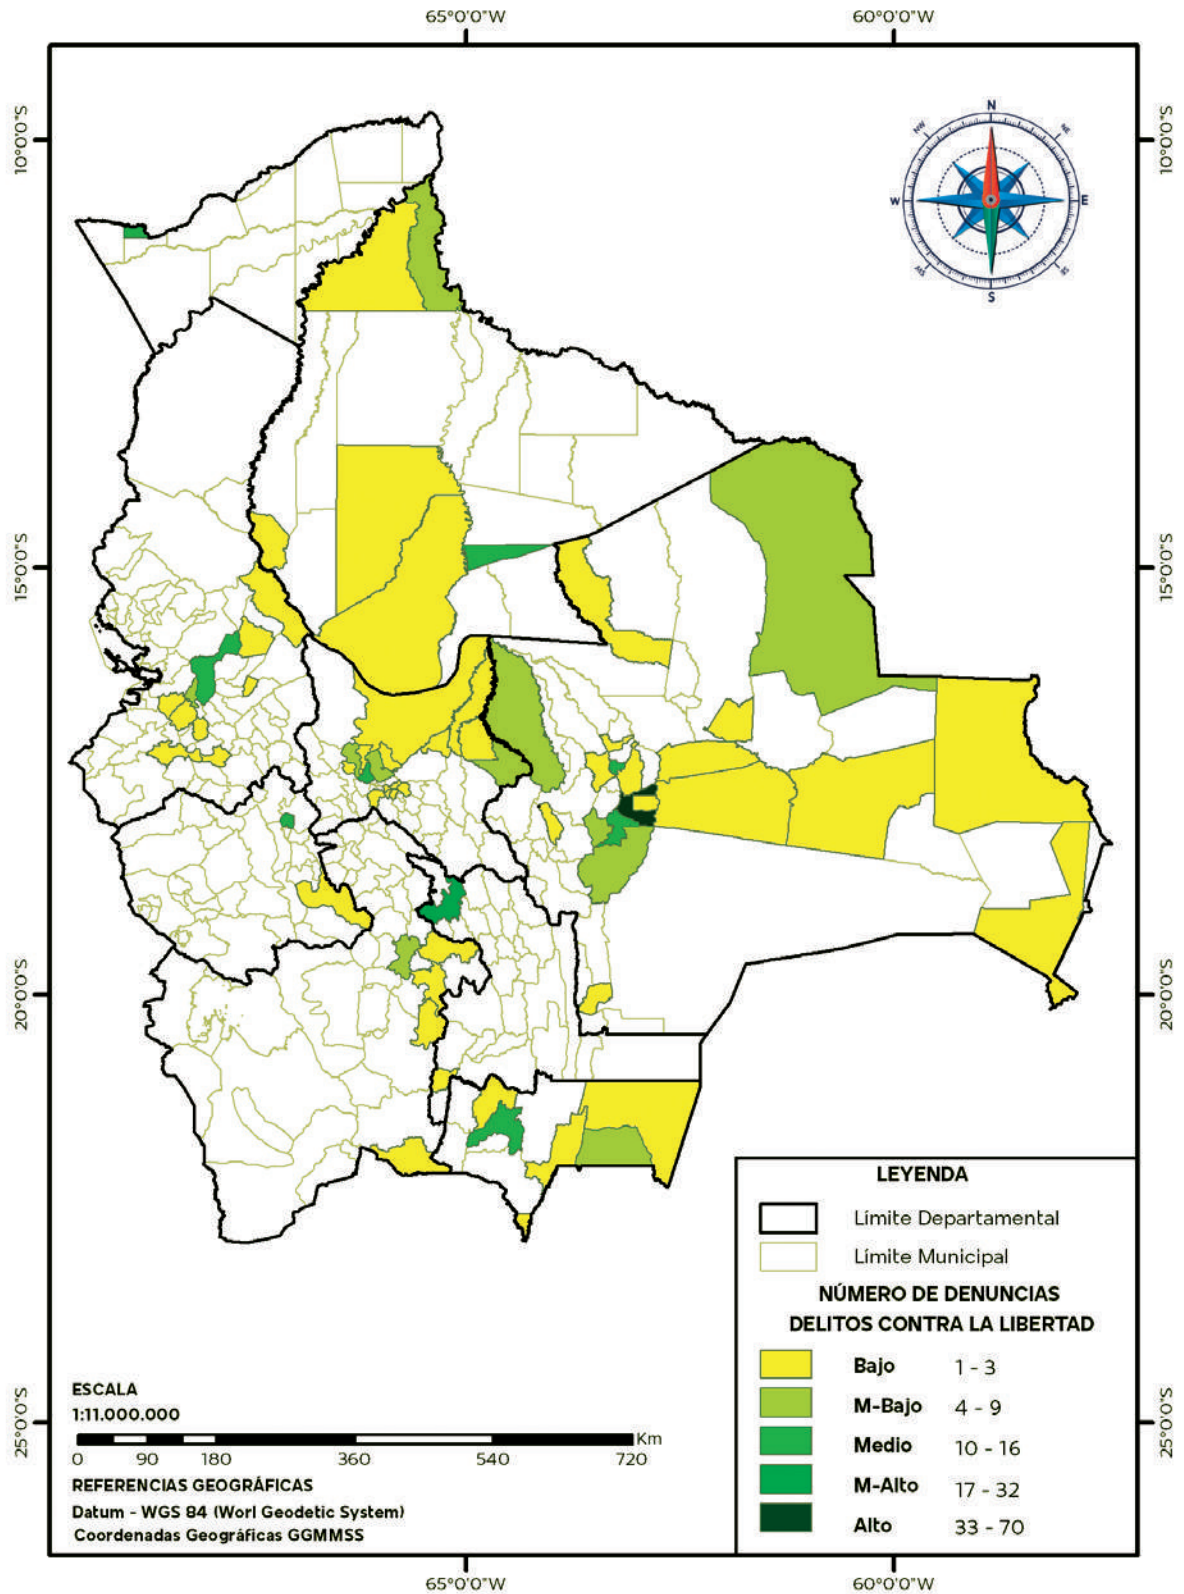 65°0'0"W 60°0'0"W
10°0'0"S 10°0'0"S
N
NW NE
W E
S
15°0'0"S 15°0'0"S
20°0'0"S 20°0'0"S
LEYENDA
Límite Departamental
Límite Municipal
NÚMERO DE DENUNCIAS
DELITOS CONTRA LA LIBERTAD
Bajo 1 - 3
M-Bajo 4 - 9
Medio 10 - 16
M-Alto 17 - 32
Alto 33 - 70
25°0'0"S 25°0'0"S
ESCALA
1:11.000.000
0 90 180 360 540 720 Km
REFERENCIAS GEOGRÁFICAS
Datum - WGS 84 (Worl Geodetic System)
Coordenadas Geográficas GGMMSS
65°0'0"W 60°0'0"W